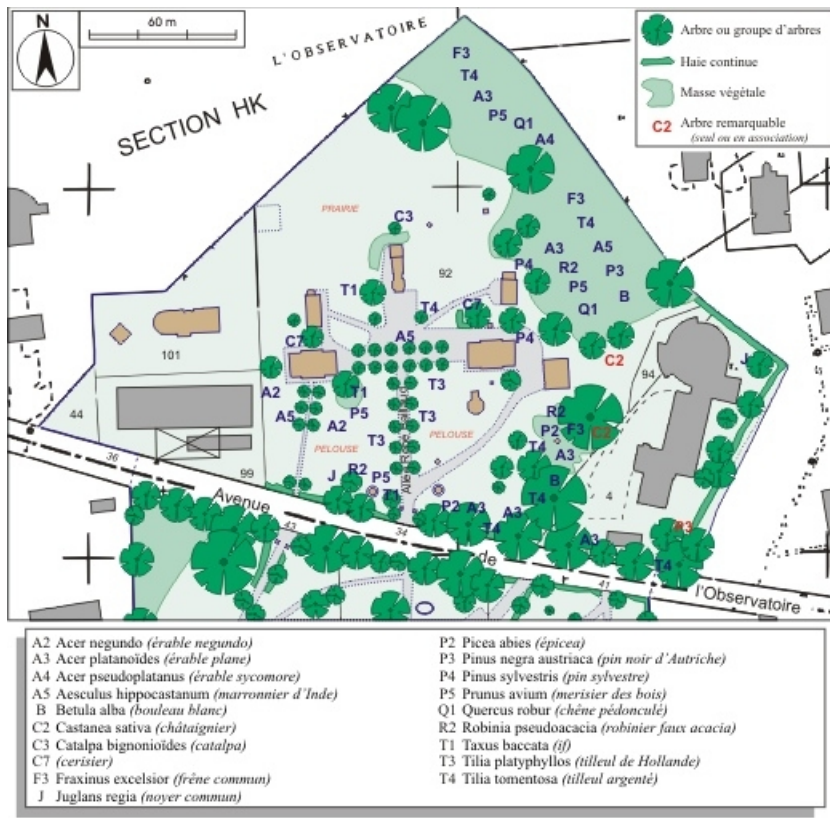 N
60 m
L'OBSERVATOIRE
SECTION HK
Arbre ou groupe d'arbres
Haie continue
Masse végétale
C2 Arbre remarquable
(seul ou en association)
F3
T4
A3
P5
Q1
A4
PRAIRIE
C3
92
F3
T4
A3
A5
P4
R2
P3
P5
B
Q1
T1
T4
C7
A5
P4
C7
C2
101
94
J
A2
T1
T3
P5
A5
A2
T3
R2
P2
F3
C2
PELOUSE
T3
PELOUSE
T4
A3
44
99
36
J
R2
P5
T1
B
T4
4
P2
A3
A3
T4
A3
T4
Avenue
43
34
de
41
l'Observatoire
A2 Acer negundo (érable negundo)
A3 Acer platanoïdes (érable plane)
A4 Acer pseudoplatanus (érable sycomore)
A5 Aesculus hippocastanum (marronnier d'Inde)
B Betula alba (bouleau blanc)
C2 Castanea sativa (châtaignier)
C3 Catalpa bignonioïdes (catalpa)
C7 (cerisier)
F3 Fraxinus excelsior (frêne commun)
J Juglans regia (noyer commun)
P2 Picea abies (épicea)
P3 Pinus negra austriaca (pin noir d'Autriche)
P4 Pinus sylvestris (pin sylvestre)
P5 Prunus avium (merisier des bois)
Q1 Quercus robur (chêne pédonculé)
R2 Robinia pseudoacacia (robinier faux acacia)
T1 Taxus baccata (if)
T3 Tilia platyphyllos (tilleul de Hollande)
T4 Tilia tomentosa (tilleul argenté)